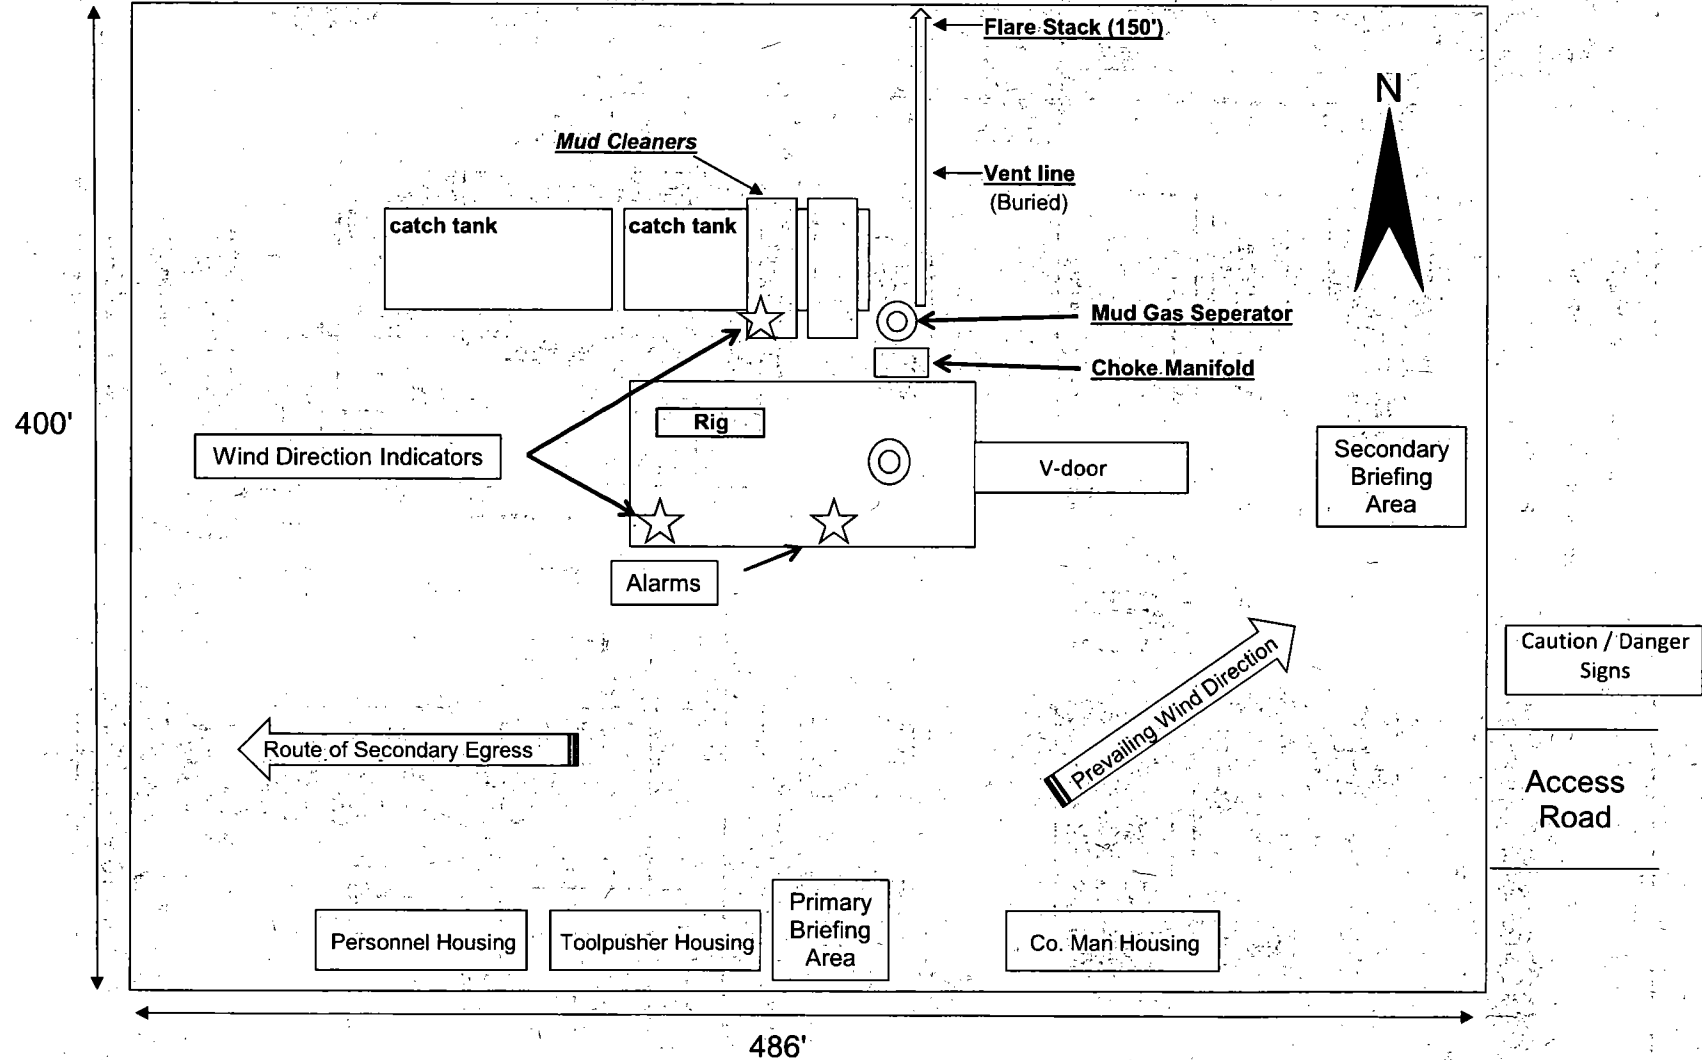 Flare Stack (150')
N
Mud Cleaners
Vent line
(Buried)
catch tank
catch tank
Mud Gas Seperator
Choke Manifold
400'
Rig
Wind Direction Indicators
V-door
Secondary
Briefing
Area
Alarms
Caution / Danger
Signs
Prevailing Wind Direction
Route of Secondary Egress
Access
Road
Personnel Housing
Toolpusher Housing
Primary
Briefing
Area
Co. Man Housing
486'